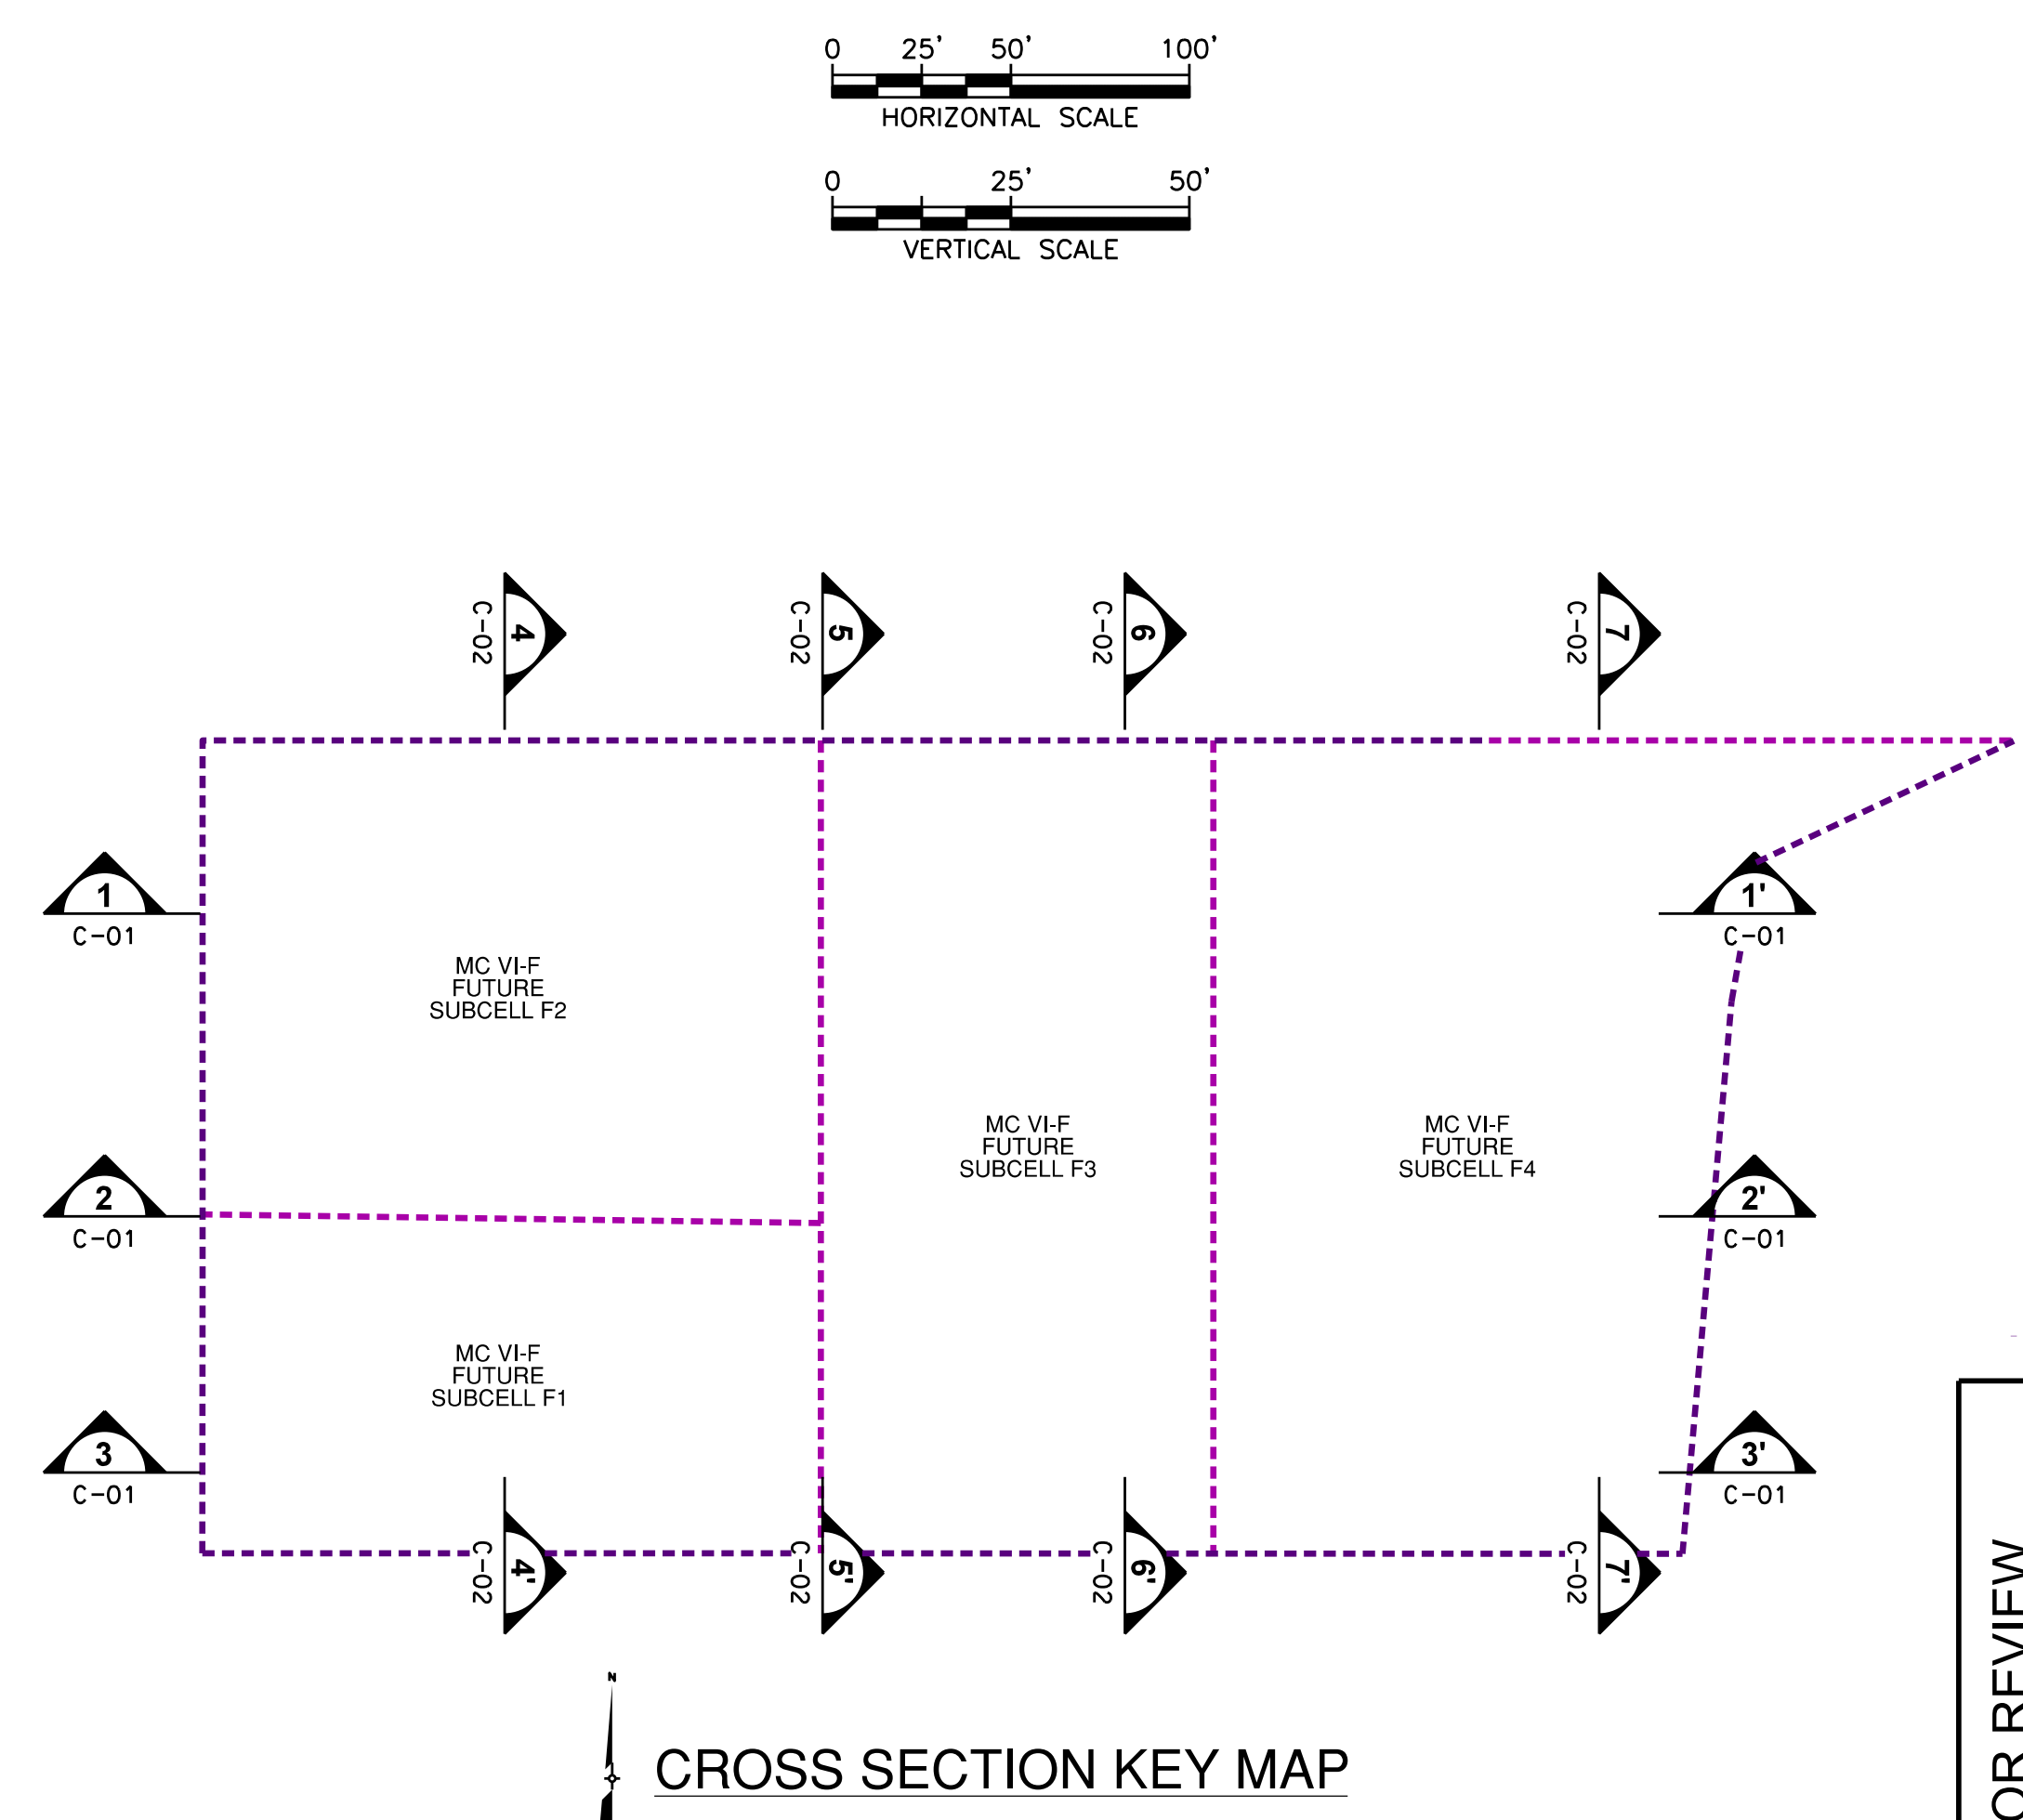 0 25' 50' 100'
HORIZONTAL SCALE
0 25' 50'
VERTICAL SCALE
4
C-02
5
C-02
6
C-02
7
C-02
1
C-01
1'
C-01
MC VI-F
FUTURE
SUBCELL F2
MC VI-F
FUTURE
SUBCELL F3
MC VI-F
FUTURE
SUBCELL F4
2
C-01
2'
C-01
MC VI-F
FUTURE
SUBCELL F1
3
C-01
3'
C-01
4'
C-02
5'
C-02
6'
C-02
7'
C-02
N
CROSS SECTION KEY MAP
OR REVIEW